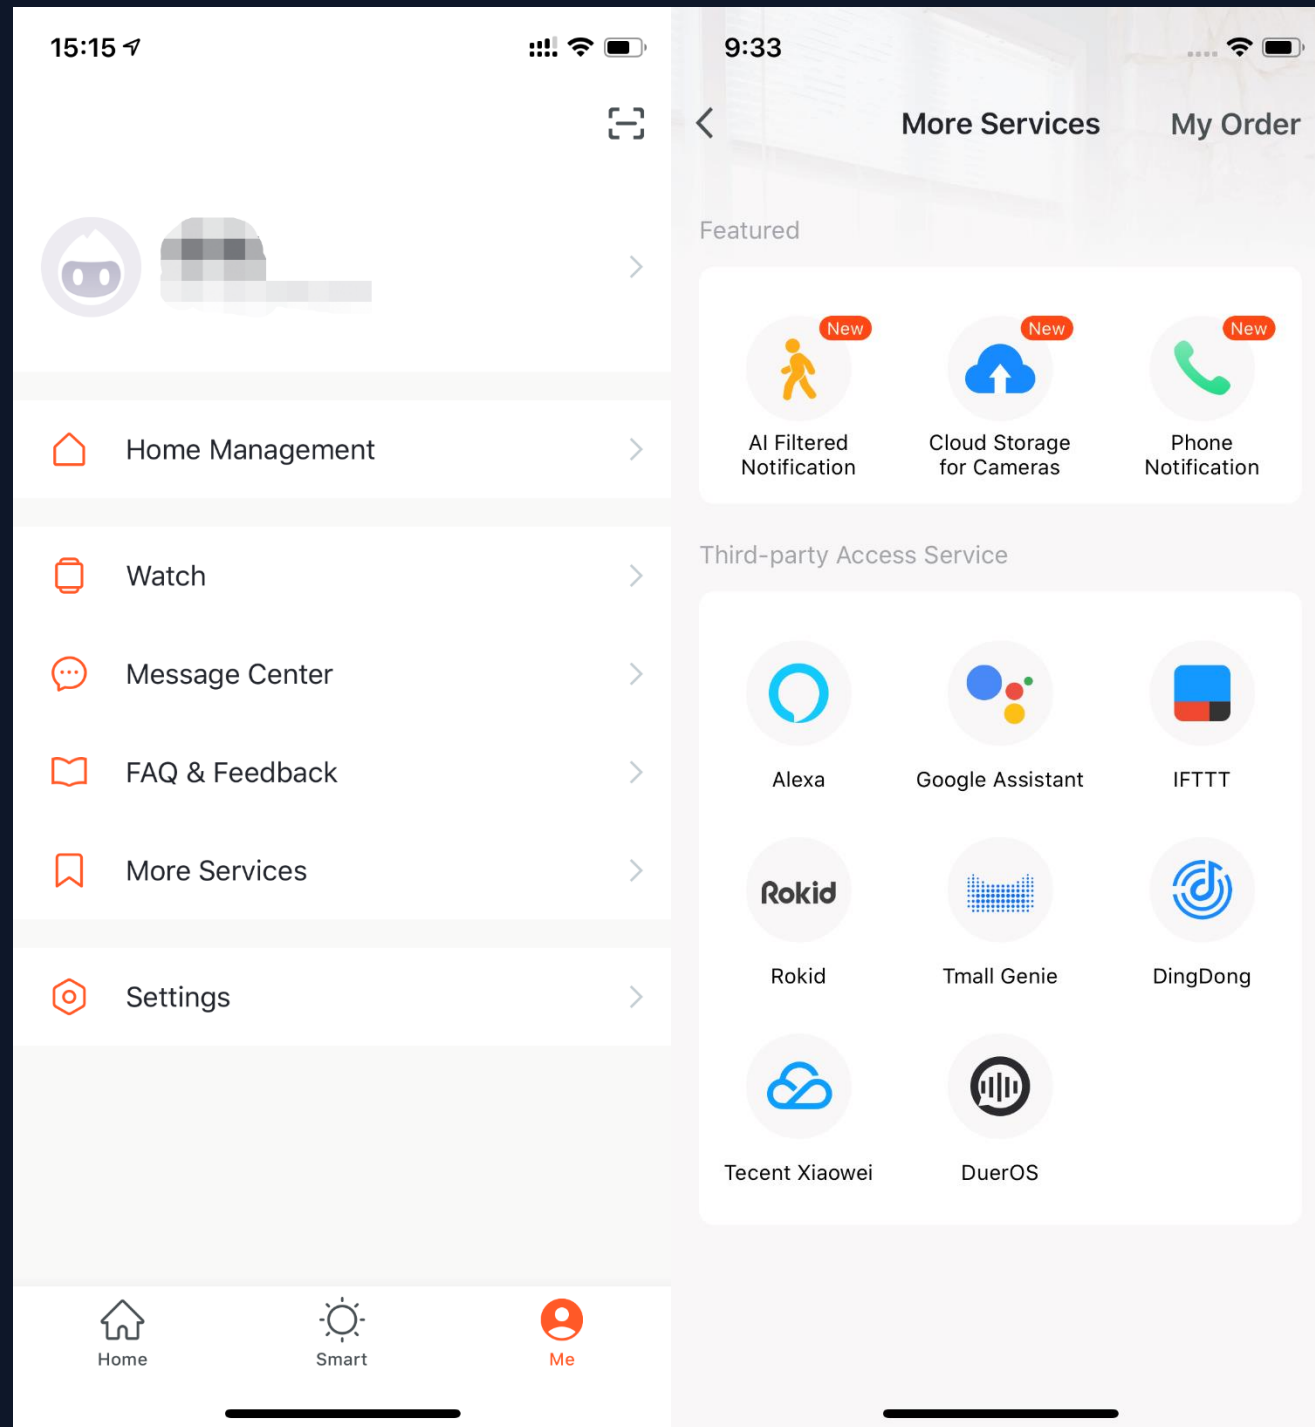 15:15
Home Management
Watch
Message Center
FAQ & Feedback
More Services
Settings
Home
Smart
Me
9:33
More Services
My Order
Featured
New
New
New
AI Filtered
Notification
Cloud Storage
for Cameras
Phone
Notification
Third-party Access Service
Alexa
Google Assistant
IFTTT
Rokid
Rokid
Tmall Genie
DingDong
Tecent Xiaowei
DuerOS